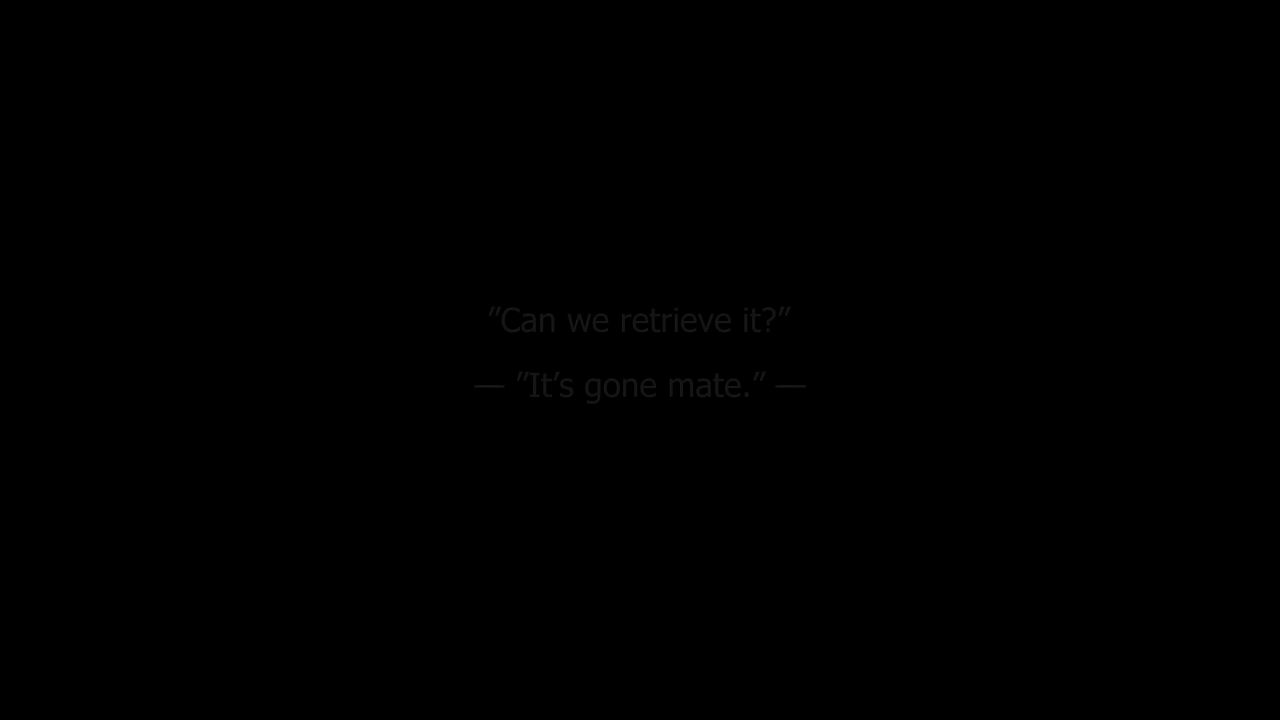 ”Can we retrieve it?”
— ”It’s gone mate.” —